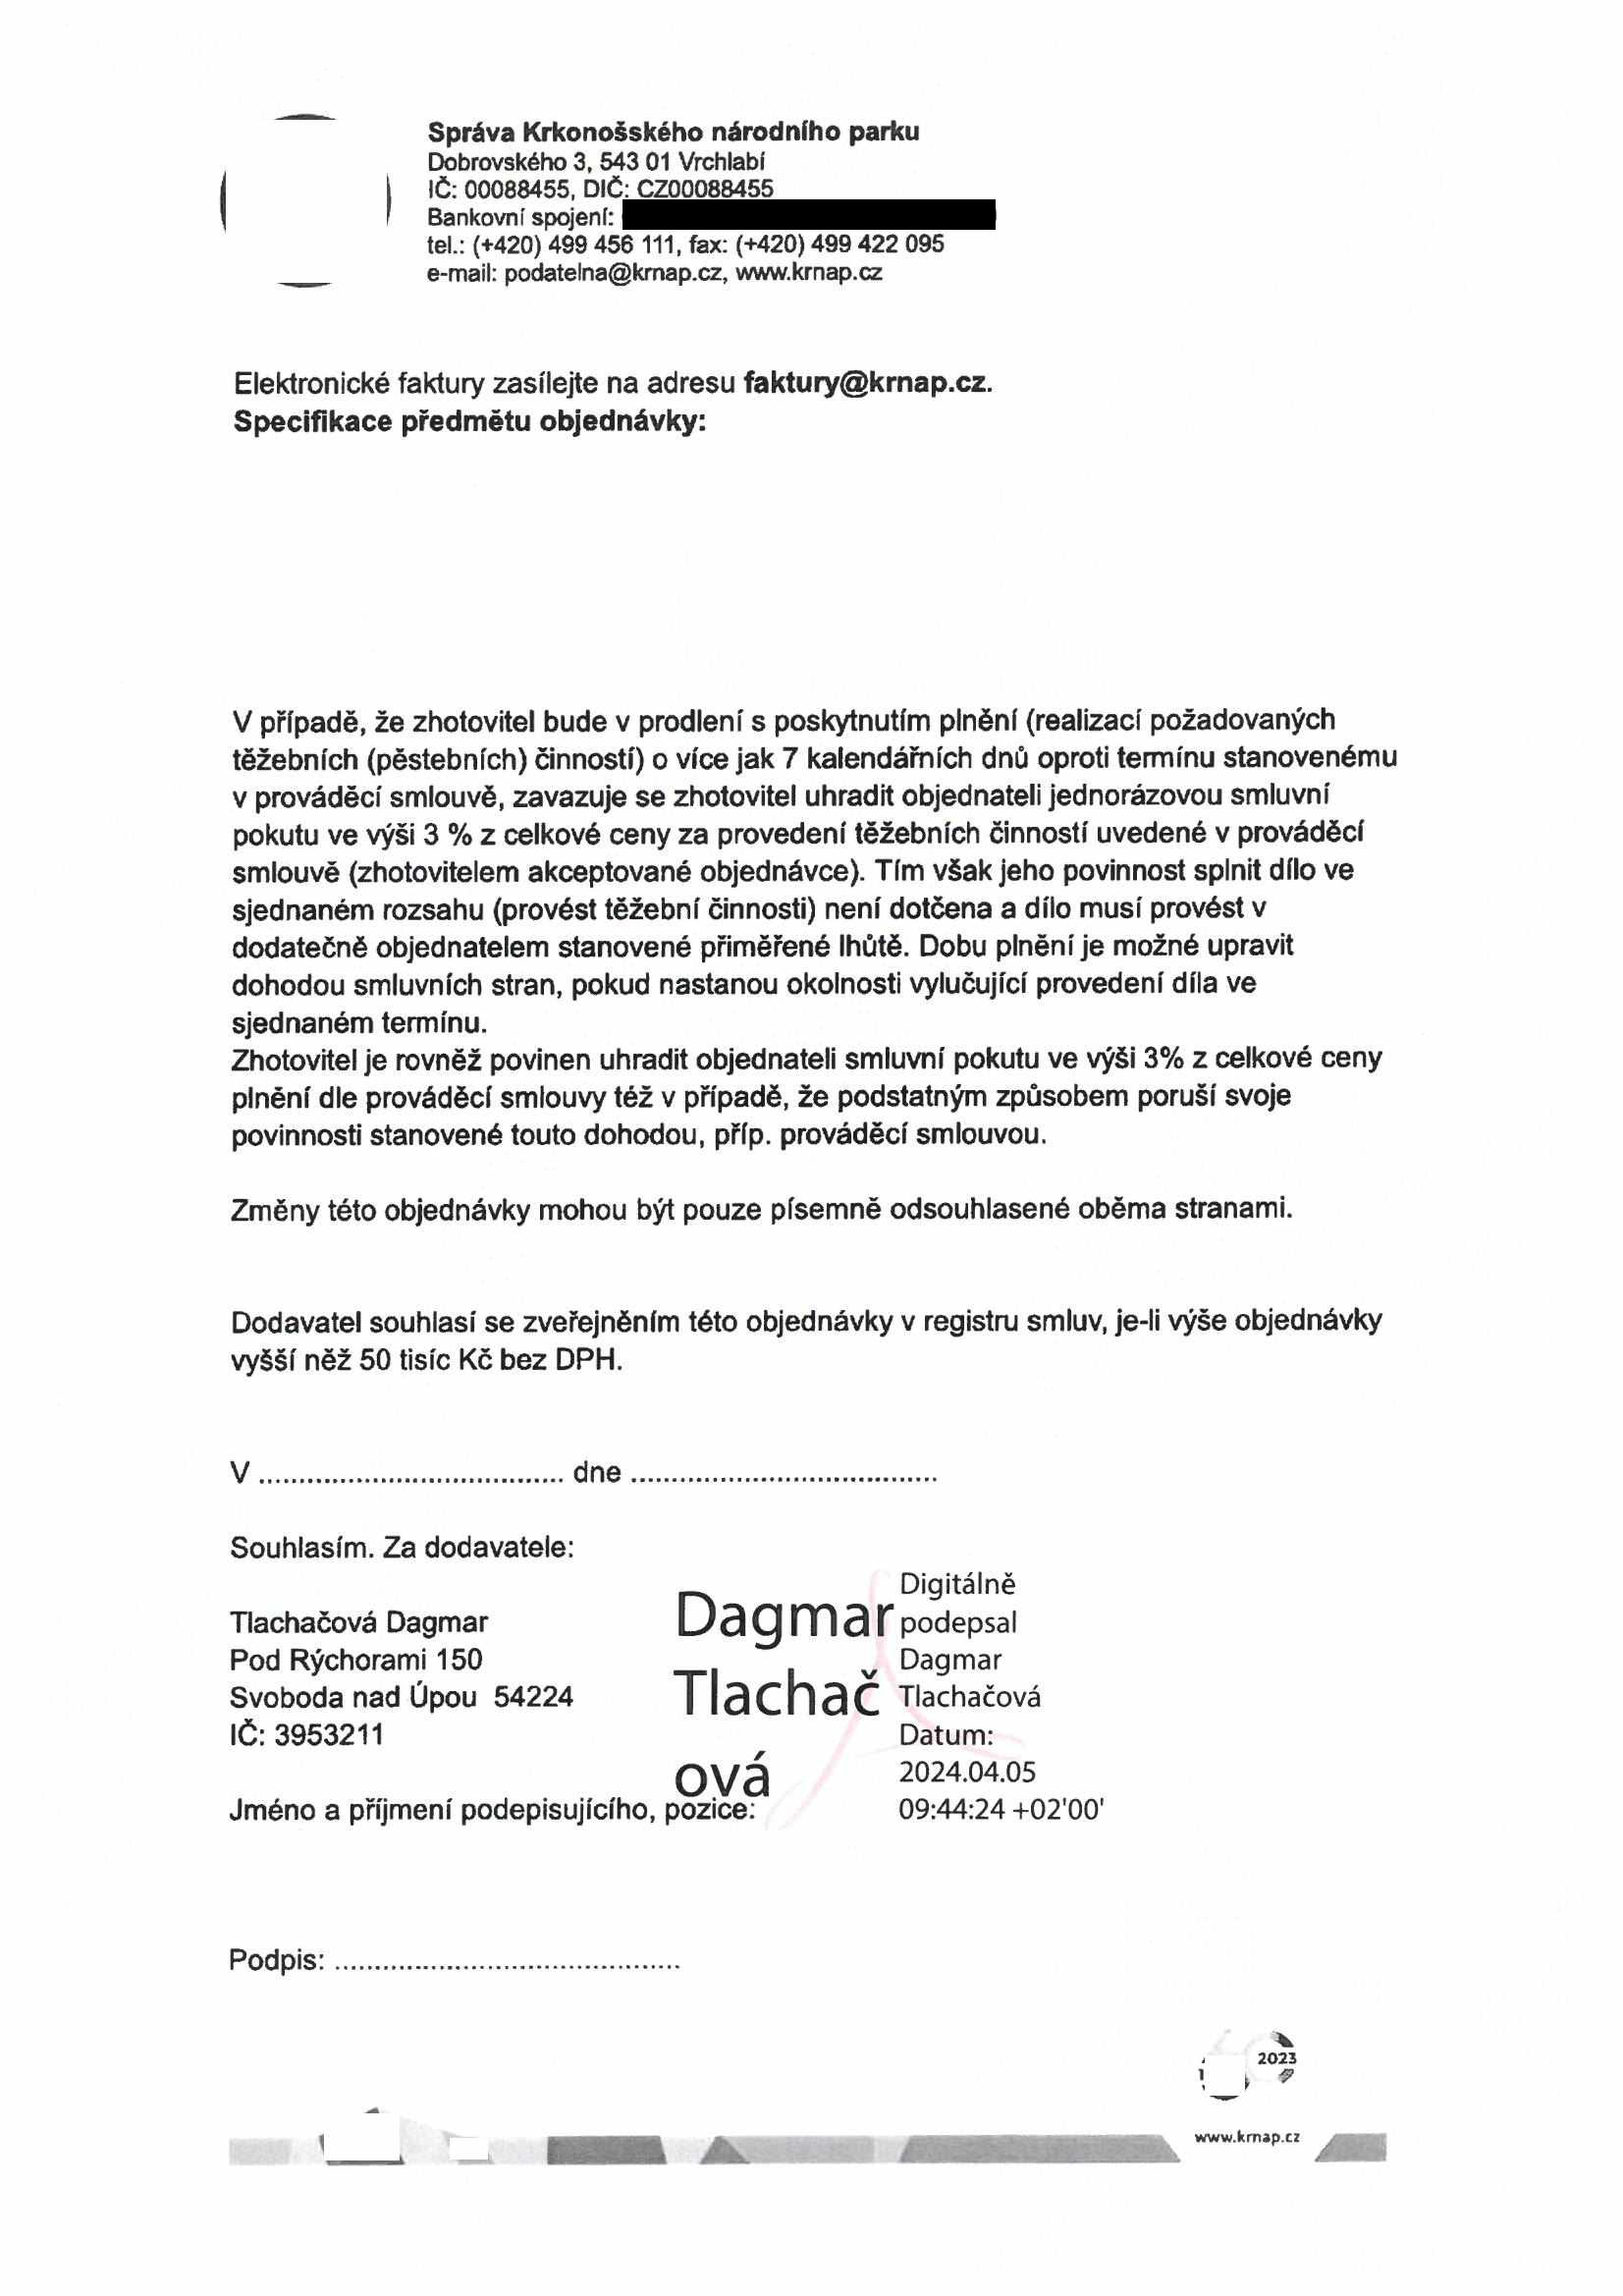 Správa Krkonošského národního parku
Dobrovského 3, 543 01 Vrchlabí
IČ: 00088455, DIČ: CZ00088455
Bankovní spojení:
tel.: (+420) 499 456 111, fax: (+420) 499 422 095
e-mail: podatelna@krnap.cz, www.krnap.cz
Elektronické faktury zasílejte na adresu faktury@krnap.cz.
Specifikace předmětu objednávky:
V případě, že zhotovitel bude v prodlení s poskytnutím plnění (realizací požadovaných
těžebních (pěstebních) činností) o více jak 7 kalendářních dnů oproti termínu stanovenému
v prováděcí smlouvě, zavazuje se zhotovitel uhradit objednateli jednorázovou smluvní
pokutu ve výši 3 % z celkové ceny za provedení těžebních činností uvedené v prováděcí
smlouvě (zhotovitelem akceptované objednávce). Tím však jeho povinnost splnit dílo ve
sjednaném rozsahu (provést těžební činnosti) není dotčena a dílo musí provést v
dodatečně objednatelem stanovené přiměřené lhůtě. Dobu plnění je možné upravit
dohodou smluvních stran, pokud nastanou okolnosti vylučující provedení díla ve
sjednaném termínu.
Zhotovitel je rovněž povinen uhradit objednateli smluvní pokutu ve výši 3% z celkové ceny
plnění dle prováděcí smlouvy též v případě, že podstatným způsobem poruší svoje
povinnosti stanovené touto dohodou, příp. prováděcí smlouvou.
Změny této objednávky mohou být pouze písemně odsouhlasené oběma stranami.
Dodavatel souhlasí se zveřejněním této objednávky v registru smluv, je-li výše objednávky
vyšší něž 50 tisíc Kč bez DPH.
V ...................................... dne ......................................
Souhlasím. Za dodavatele:
Tlachačová Dagmar
Pod Rýchorami 150
Svoboda nad Úpou 54224
IČ: 3953211
Dagmar
Tlachač
ová
Digitálně
podepsal
Dagmar
Tlachačová
Datum:
2024.04.05
09:44:24 +02'00'
Jméno a příjmení podepisujícího, pozice:
Podpis: ...........................................
2023
www.krnap.cz